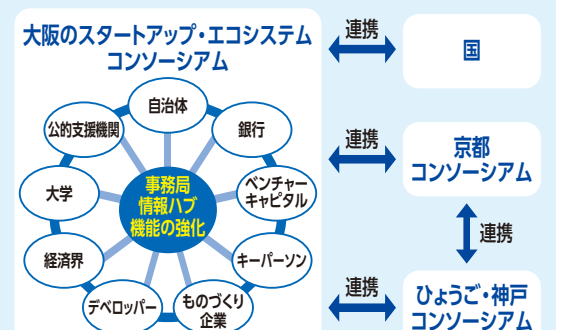 大阪のスタートアップ・エコシステム
コンソーシアム
自治体
公的支援機関
銀行
大学
事務局
情報ハブ
機能の強化
ベンチャー
キャピタル
経済界
キーパーソン
デベロッパー
ものづくり
企業
連携
国
連携
京都
コンソーシアム
連携
連携
ひょうご・神戸
コンソーシアム